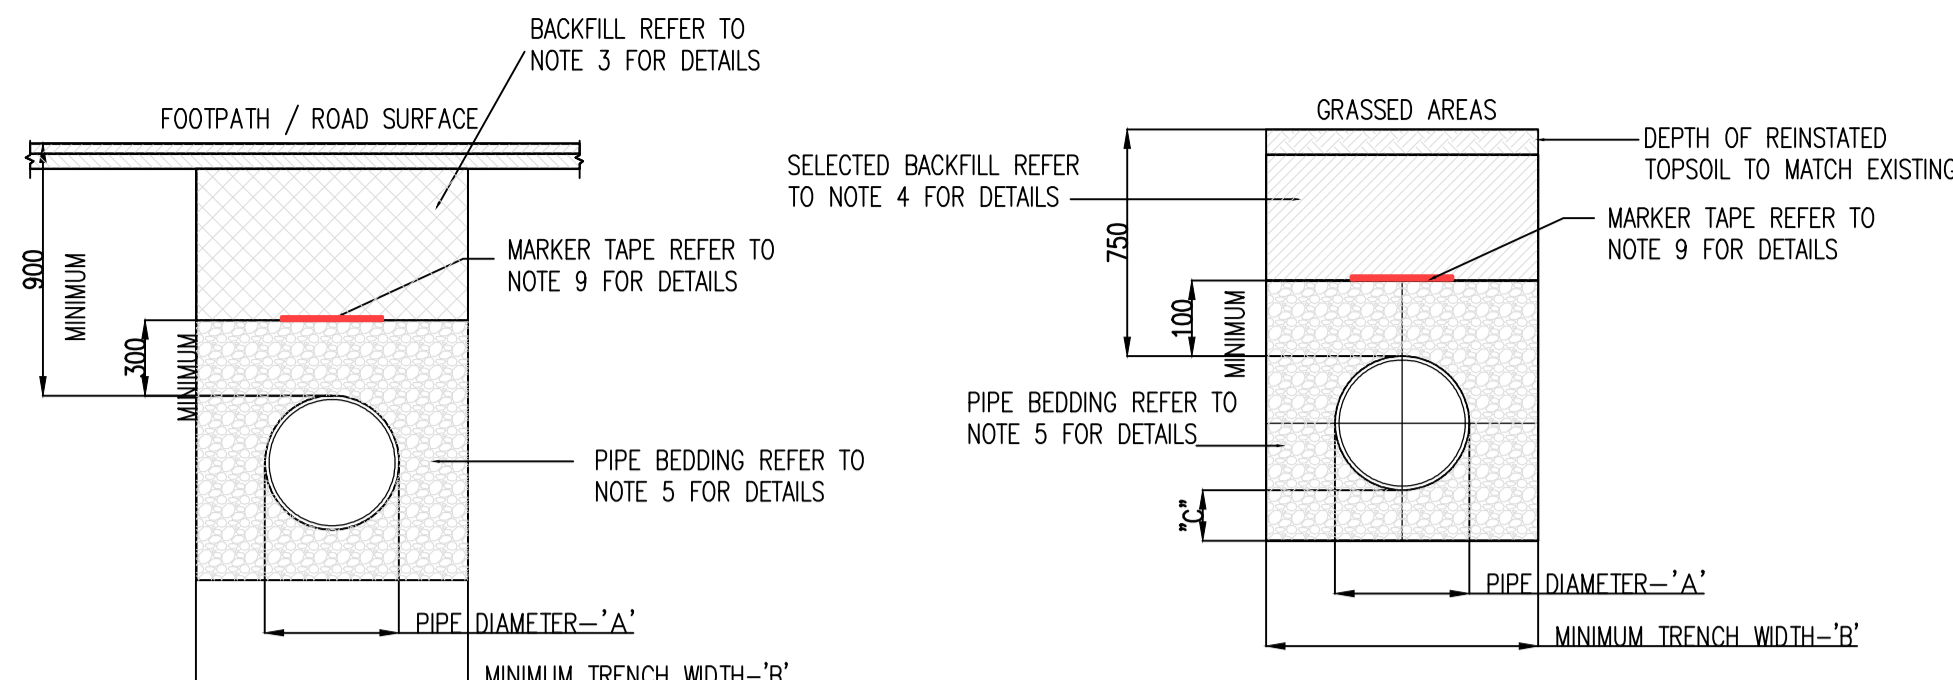 BACKFILL REFER TO
NOTE 3 FOR DETAILS
FOOTPATH / ROAD SURFACE
900
MINIMUM
MARKER TAPE REFER TO
NOTE 9 FOR DETAILS
300
MINIMUM
PIPE BEDDING REFER TO
NOTE 5 FOR DETAILS
PIPE DIAMETER-'A'
MINIMUM TRENCH WIDTH-'B'
GRASSED AREAS
DEPTH OF REINSTATED
TOPSOIL TO MATCH EXISTING
SELECTED BACKFILL REFER
TO NOTE 4 FOR DETAILS
MARKER TAPE REFER TO
NOTE 9 FOR DETAILS
750
100
MINIMUM
PIPE BEDDING REFER TO
NOTE 5 FOR DETAILS
"C"
PIPE DIAMETER-'A'
MINIMUM TRENCH WIDTH-'B'